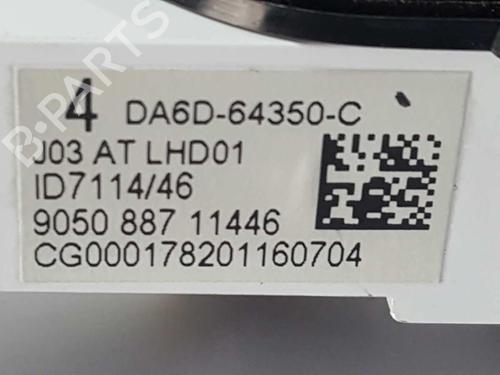 4 DA6D-64350-C
J03 AT LHD01
ID7114/46
9050 887 11446
CG000178201160704
B-PARTS